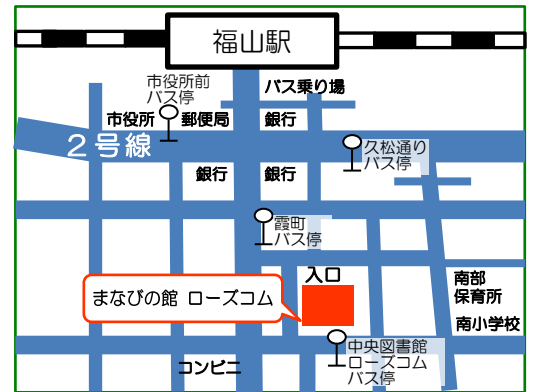 福山駅
市役所前
バス停
バス乗り場
市役所
郵便局
銀行
２号線
久松通り
バス停
銀行
銀行
霞町
バス停
入口
南部
保育所
まなびの館 ローズコム
南小学校
中央図書館
ローズコム
バス停
コンビニ